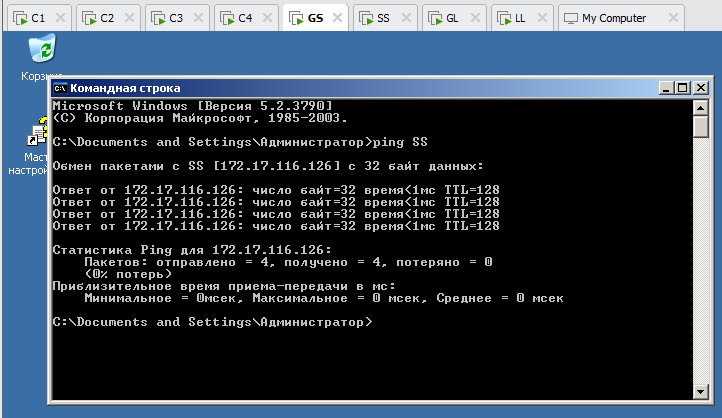 C1
C2
C3
C4
GS
SS
GL
LL
My Computer
Корзина
Командная строка
Microsoft Windows [Версия 5.2.3790]
(C) Корпорация Майкрософт, 1985-2003.
C:\Documents and Settings\Администратор>ping SS
Обмен пакетами с SS [172.17.116.126] с 32 байт данных:
Ответ от 172.17.116.126: число байт=32 время<1мс TTL=128
Ответ от 172.17.116.126: число байт=32 время<1мс TTL=128
Ответ от 172.17.116.126: число байт=32 время<1мс TTL=128
Ответ от 172.17.116.126: число байт=32 время<1мс TTL=128
Статистика Ping для 172.17.116.126:
Пакетов: отправлено = 4, получено = 4, потеряно = 0
(0% потерь)
Приблизительное время приема-передачи в мс:
Минимальное = 0мсек, Максимальное = 0 мсек, Среднее = 0 мсек
C:\Documents and Settings\Администратор>